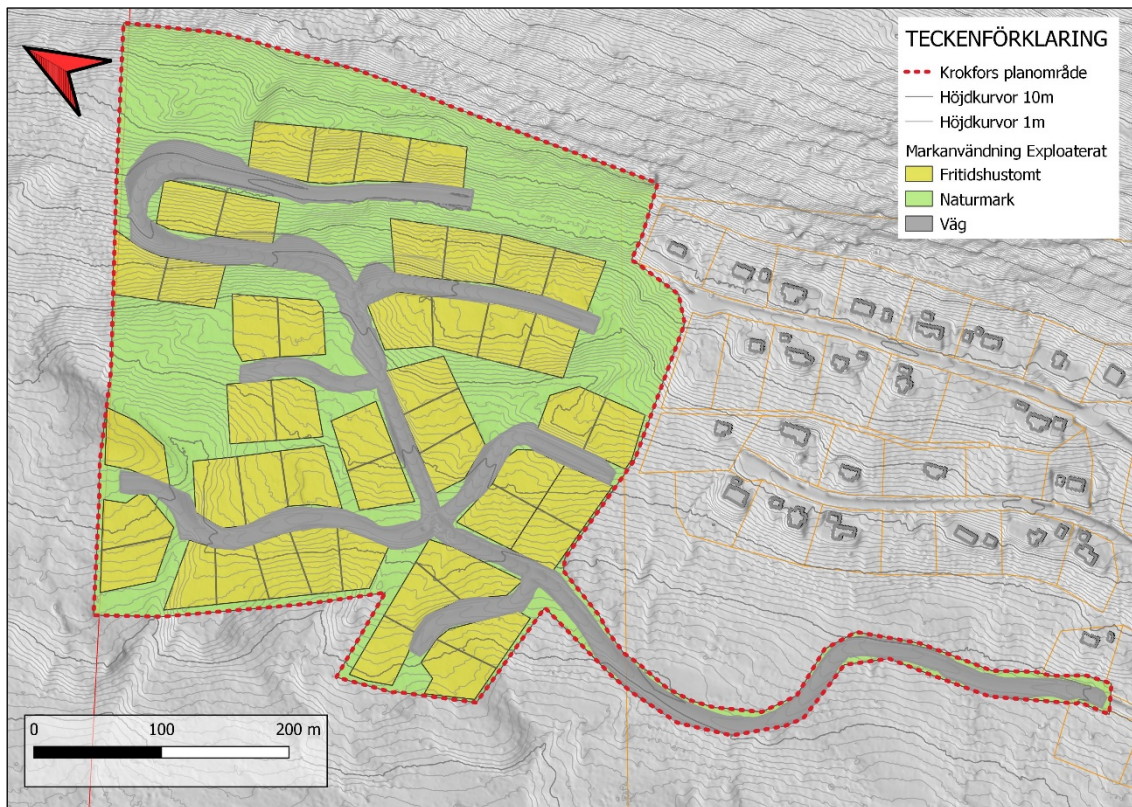 TECKENFÖRKLARING
Krokfors planområde
Höjdkurvor 10m
Höjdkurvor 1m
Markanvändning Exploaterat
Fritidshustomt
Naturmark
Väg
0 100 200 m